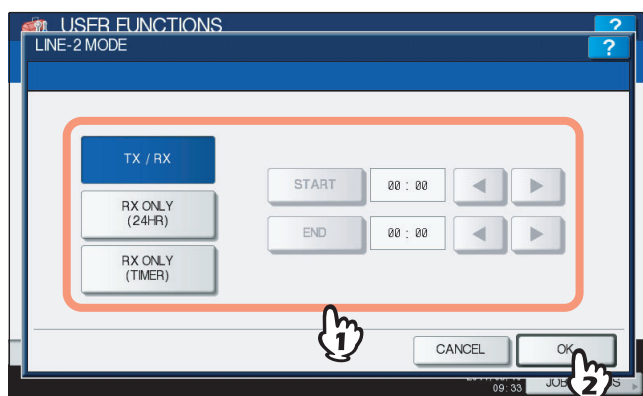 USER FUNCTIONS
?
LINE-2 MODE
?
TX / RX
START
00 : 00
RX ONLY
(24HR)
END
00 : 00
RX ONLY
(TIMER)
1
CANCEL
OK
2
09:33